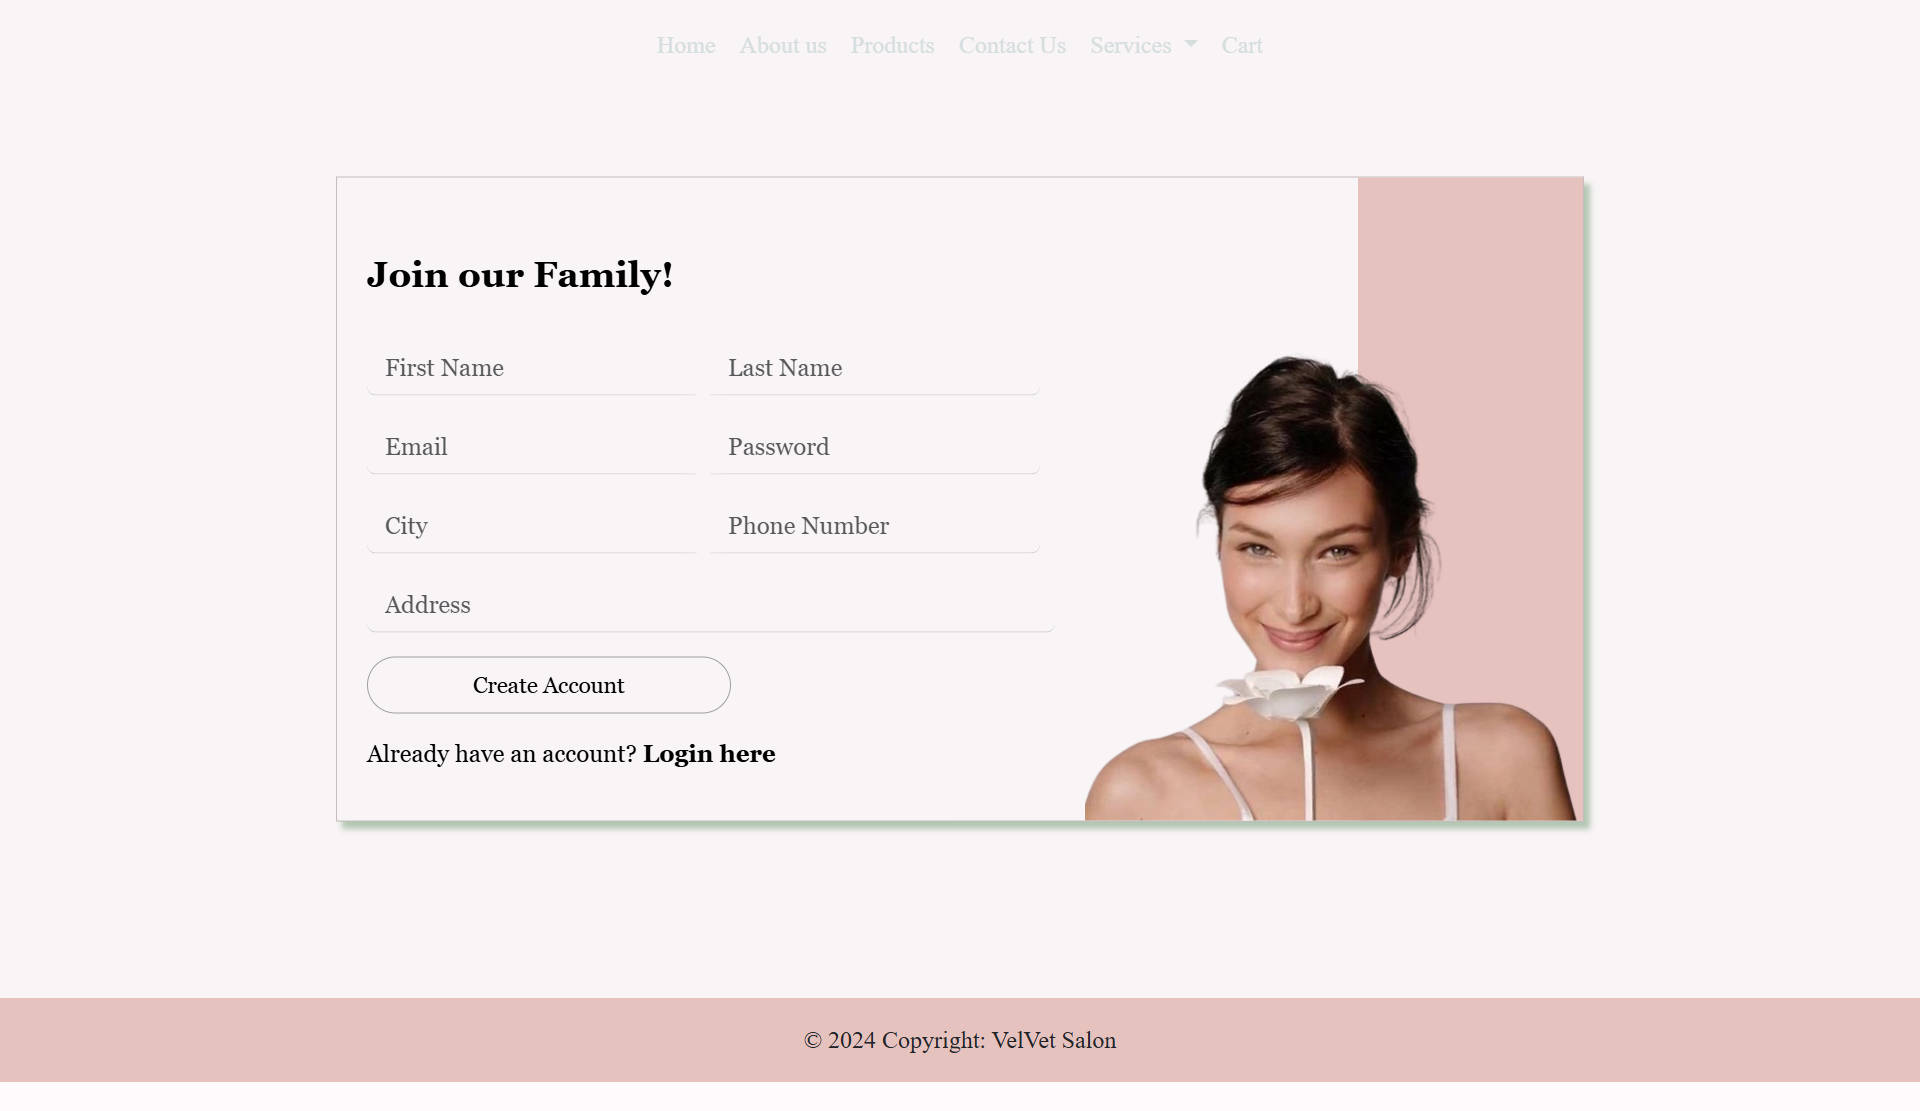 Home About us Products Contact Us Services Cart
Join our Family!
First Name Last Name
Email Password
City Phone Number
Address
Create Account
Already have an account? Login here
© 2024 Copyright: VelVet Salon